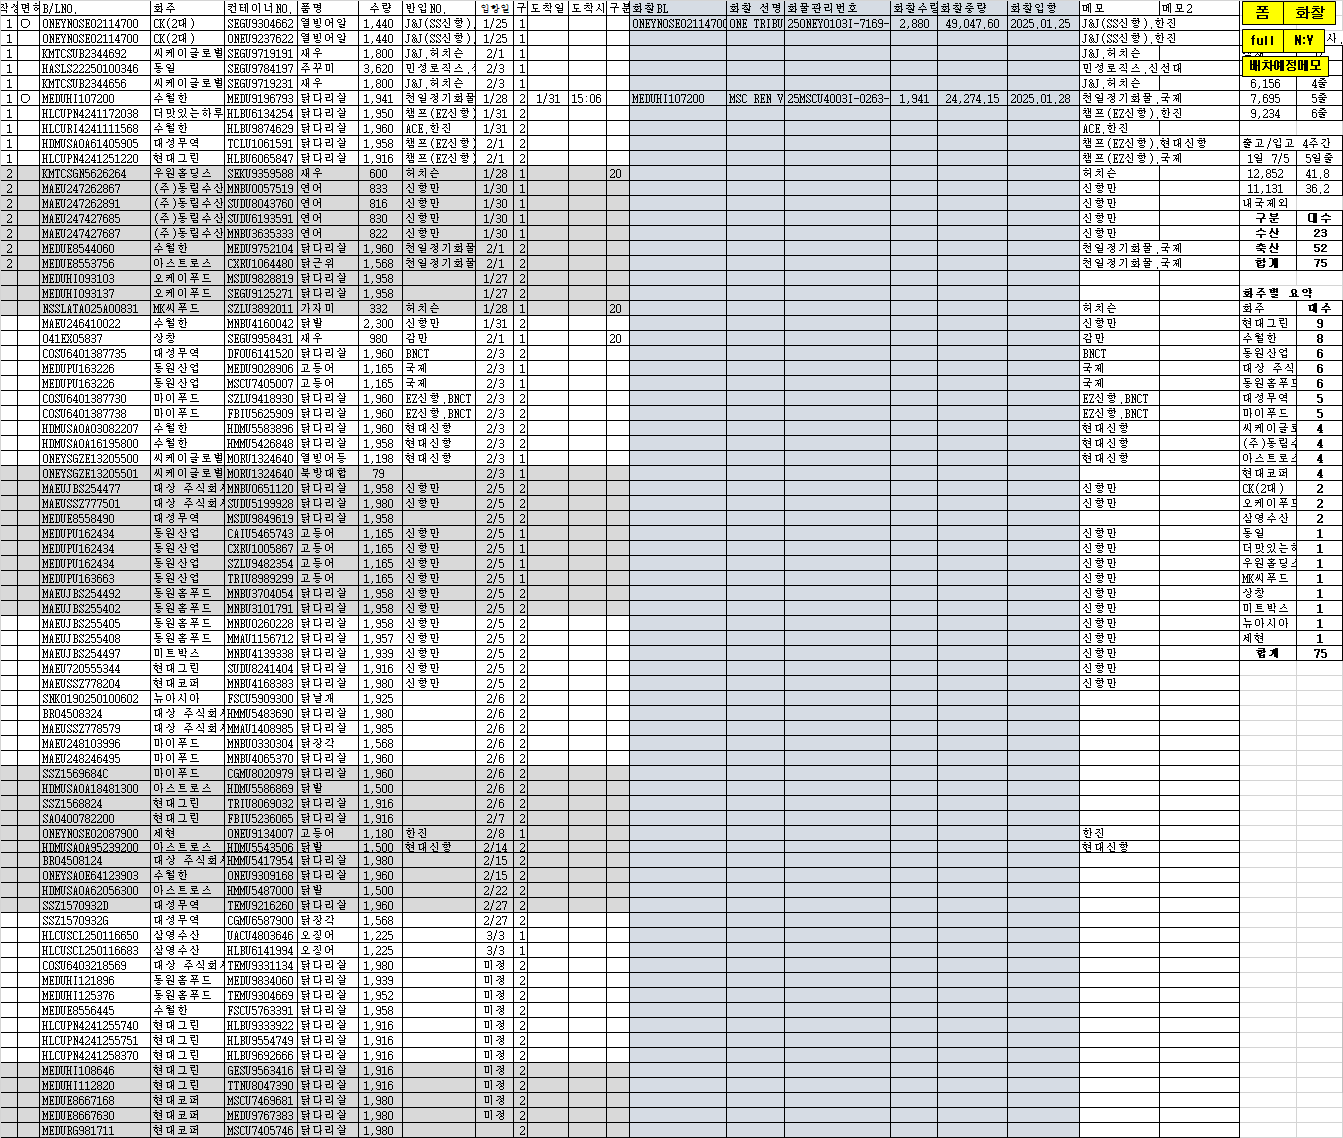 작성 면허 B/LNO. 화주 컨테이너NO. 품명 수량 반입NO. 입항일 구 도착일 도착시 구분 화찰BL 화찰 선명 화물관리번호 화찰수량 화찰중량 화찰입항 메모 메모2 폼 화찰
1 ○ ONEYNOSE02114700 CK(2대) SEGU9304662 열빙어알 1,440 J&J(SS신항), 1/25 1 ONEYNOSE02114700 ONE TRIBU 25ONEY0103I-7169- 2,880 49,047.60 2025.01.25 J&J(SS신항),한진
1 ONEYNOSE02114700 CK(2대) ONEU9237622 열빙어알 1,440 J&J(SS신항), 1/25 1 J&J(SS신항),한진 full N:Y
1 KMTCSUB2344692 씨케이글로벌 SEGU9719191 새우 1,800 J&J,허치슨 2/3 1 J&J,허치슨
1 HASLS22250100346 동일 SEGU9784197 주꾸미 3,620 민성로직스, 2/3 1 민성로직스,신선대 배차예정메모
1 KMTCSUB2344656 씨케이글로벌 SEGU9719231 새우 1,800 J&J,허치슨 2/3 1 J&J,허치슨 6,156 4줄
1 ○ MEDUHI107200 수월한 MEDU9196793 닭다리살 1,941 천일정기화물 1/28 2 1/31 15:06 MEDUHI107200 MSC REN V 25MSCU4003I-0263- 1,941 24,274.15 2025.01.28 천일정기화물,국제 7,695 5줄
1 HLCUPN4241172038 더맛있는하루 HLBU6134254 닭다리살 1,950 챔프(EZ신항) 1/31 2 챔프(EZ신항),한진 9,234 6줄
1 HLCURI4241111568 수월한 HLBU9874629 닭다리살 1,960 ACE,한진 1/31 2 ACE,한진
1 HDMUSAOA61405905 대성무역 TCLU1061591 닭다리살 1,958 챔프(EZ신항) 2/1 2 챔프(EZ신항),현대신항 출고/입고 4주간
1 HLCUPN4241251220 현대그린 HLBU6065847 닭다리살 1,916 챔프(EZ신항) 2/1 2 챔프(EZ신항),국제 1일 7/5 5일줄
2 KMTCSGN5626264 우원홀딩스 SEKU9359588 새우 600 허치슨 1/28 1 20 허치슨 12,852 41.8
2 MAEU247262867 (주)동림수산 MNBU0057519 연어 833 신항만 1/30 1 신항만 11,131 36.2
2 MAEU247262891 (주)동림수산 SUDU8043760 연어 816 신항만 1/30 1 신항만 내국제외
2 MAEU247427685 (주)동림수산 SUDU6193591 연어 830 신항만 1/30 1 신항만 구분 대수
2 MAEU247427687 (주)동림수산 MNBU3635333 연어 822 신항만 1/30 1 신항만 수산 23
2 MEDUE8544060 수월한 MEDU9752104 닭다리살 1,960 천일정기화물 2/1 2 천일정기화물,국제 축산 52
2 MEDUE8553756 아스트로스 CXRU1064480 닭근위 1,568 천일정기화물 2/1 2 천일정기화물,국제 합계 75
MEDUHI093103 오케이푸드 MSDU9828819 닭다리살 1,958 1/27 2
MEDUHI093137 오케이푸드 SEGU9125271 닭다리살 1,958 1/27 2 화주별 요약
NSSLATA025A00831 MK씨푸드 SZLU3892011 가자미 332 허치슨 1/28 1 20 허치슨 화주 대수
MAEU246410022 수월한 MNBU4160042 닭발 2,300 신항만 1/31 2 신항만 현대그린 9
041EX05837 상창 SEGU9958431 새우 980 감만 2/1 1 20 감만 수월한 8
COSU6401387735 대성무역 DFOU6141520 닭다리살 1,960 BNCT 2/3 2 BNCT 동원산업 6
MEDUPU163226 동원산업 MEDU9028906 고등어 1,165 국제 2/3 1 국제 대상 주식 6
MEDUPU163226 동원산업 MSCU7405007 고등어 1,165 국제 2/3 1 국제 동원홈푸드 6
COSU6401387730 마이푸드 SZLU9418930 닭다리살 1,960 EZ신항,BNCT 2/3 2 EZ신항,BNCT 대성무역 5
COSU6401387738 마이푸드 FBIU5625909 닭다리살 1,960 EZ신항,BNCT 2/3 2 EZ신항,BNCT 마이푸드 5
HDMUSAOA03082207 수월한 HDMU5583896 닭다리살 1,960 현대신항 2/3 2 현대신항 씨케이글로 4
HDMUSAOA16195800 수월한 HMMU5426848 닭다리살 1,958 현대신항 2/3 2 현대신항 (주)동림수 4
ONEYSGZE13205500 씨케이글로벌 MORU1324640 열빙어등 1,198 현대신항 2/3 1 현대신항 아스트로스 4
ONEYSGZE13205501 씨케이글로벌 MORU1324640 북방대합 79 2/3 1 현대코퍼 4
MAEUJBS254477 대상 주식회사 MNBU0651120 닭다리살 1,958 신항만 2/5 2 신항만 CK(2대) 2
MAEUSSZ777501 대상 주식회사 SUDU5199928 닭다리살 1,980 신항만 2/5 2 신항만 오케이푸드 2
MEDUE8558490 대성무역 MSDU9849619 닭다리살 1,958 2/5 2 삼영수산 2
MEDUPU162434 동원산업 CAIU5465743 고등어 1,165 신항만 2/5 1 신항만 동일 1
MEDUPU162434 동원산업 CXRU1005867 고등어 1,165 신항만 2/5 1 신항만 더맛있는하 1
MEDUPU162434 동원산업 SZLU9482354 고등어 1,165 신항만 2/5 1 신항만 우원홀딩스 1
MEDUPU163663 동원산업 TRIU8989299 고등어 1,165 신항만 2/5 1 신항만 MK씨푸드 1
MAEUJBS254492 동원홈푸드 MNBU3704054 닭다리살 1,958 신항만 2/5 2 신항만 상창 1
MAEUJBS255402 동원홈푸드 MNBU3101791 닭다리살 1,958 신항만 2/5 2 신항만 미트박스 1
MAEUJBS255405 동원홈푸드 MNBU0260228 닭다리살 1,958 신항만 2/5 2 신항만 뉴아시아 1
MAEUJBS255408 동원홈푸드 MMAU1156712 닭다리살 1,957 신항만 2/5 2 신항만 제현 1
MAEUJBS254497 미트박스 MNBU4139338 닭다리살 1,939 신항만 2/5 2 신항만 합계 75
MAEU720555344 현대그린 SUDU8241404 닭다리살 1,916 신항만 2/5 2 신항만
MAEUSSZ778204 현대코퍼 MNBU4168383 닭다리살 1,980 신항만 2/5 2 신항만
SNKO190250100602 뉴아시아 FSCU5909300 닭날개 1,925 2/6 2
BRO4508324 대상 주식회사 HMMU5483690 닭다리살 1,980 2/6 2
MAEUSSZ778579 대상 주식회사 MMAU1408985 닭다리살 1,985 2/6 2
MAEU248103996 마이푸드 MNBU0330304 닭장각 1,568 2/6 2
MAEU248246495 마이푸드 MNBU4065370 닭다리살 1,960 2/6 2
SSZ1569684C 마이푸드 CGMU8020979 닭다리살 1,960 2/6 2
HDMUSAOA18481300 아스트로스 HDMU5586869 닭발 1,500 2/6 2
SSZ1568824 현대그린 TRIU8069032 닭다리살 1,916 2/6 2
SAO400782200 현대그린 FBIU5236065 닭다리살 1,916 2/7 2
ONEYNOSE02087900 제현 ONEU9134007 고등어 1,180 한진 2/8 1 한진
HDMUSAOA95239200 아스트로스 HDMU5543506 닭발 1,500 현대신항 2/14 2 현대신항
BRO4508124 대상 주식회사 HMMU5417954 닭다리살 1,980 2/15 2
ONEYSAOE64123903 수월한 ONEU9309168 닭다리살 1,960 2/15 2
HDMUSAOA62056300 아스트로스 HMMU5487000 닭발 1,500 2/22 2
SSZ1570932D 대성무역 TEMU9216260 닭다리살 1,960 2/27 2
SSZ1570932G 대성무역 CGMU6587900 닭장각 1,568 2/27 2
HLCUSCL250116650 삼영수산 UACU4803646 오징어 1,225 3/3 1
HLCUSCL250116683 삼영수산 HLBU6141994 오징어 1,225 3/3 1
COSU6403218569 대상 주식회사 TEMU9331134 닭다리살 1,980 미정 2
MEDUHI121896 동원홈푸드 MEDU9834060 닭다리살 1,939 미정 2
MEDUHI125376 동원홈푸드 TEMU9304669 닭다리살 1,952 미정 2
MEDUE8556445 수월한 FSCU5763391 닭다리살 1,958 미정 2
HLCUPN4241255740 현대그린 HLBU9333922 닭다리살 1,916 미정 2
HLCUPN4241255751 현대그린 HLBU9554749 닭다리살 1,916 미정 2
HLCUPN4241258370 현대그린 HLBU9692666 닭다리살 1,916 미정 2
MEDUHI108646 현대그린 GESU9563416 닭다리살 1,916 미정 2
MEDUHI112820 현대그린 TTNU8047390 닭다리살 1,916 미정 2
MEDUE8667168 현대코퍼 MSCU7469681 닭다리살 1,980 미정 2
MEDUE8667630 현대코퍼 MEDU9767383 닭다리살 1,980 미정 2
MEDURG981711 현대코퍼 MSCU7405746 닭다리살 1,980 2